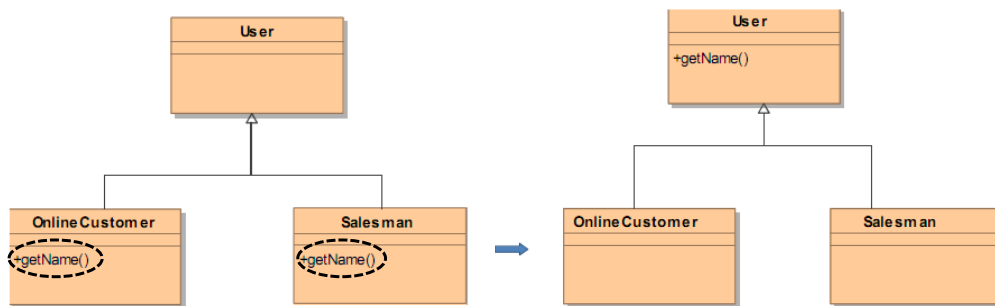 User
OnlineCustomer
+getName()
Salesman
+getName()
User
+getName()
OnlineCustomer
Salesman